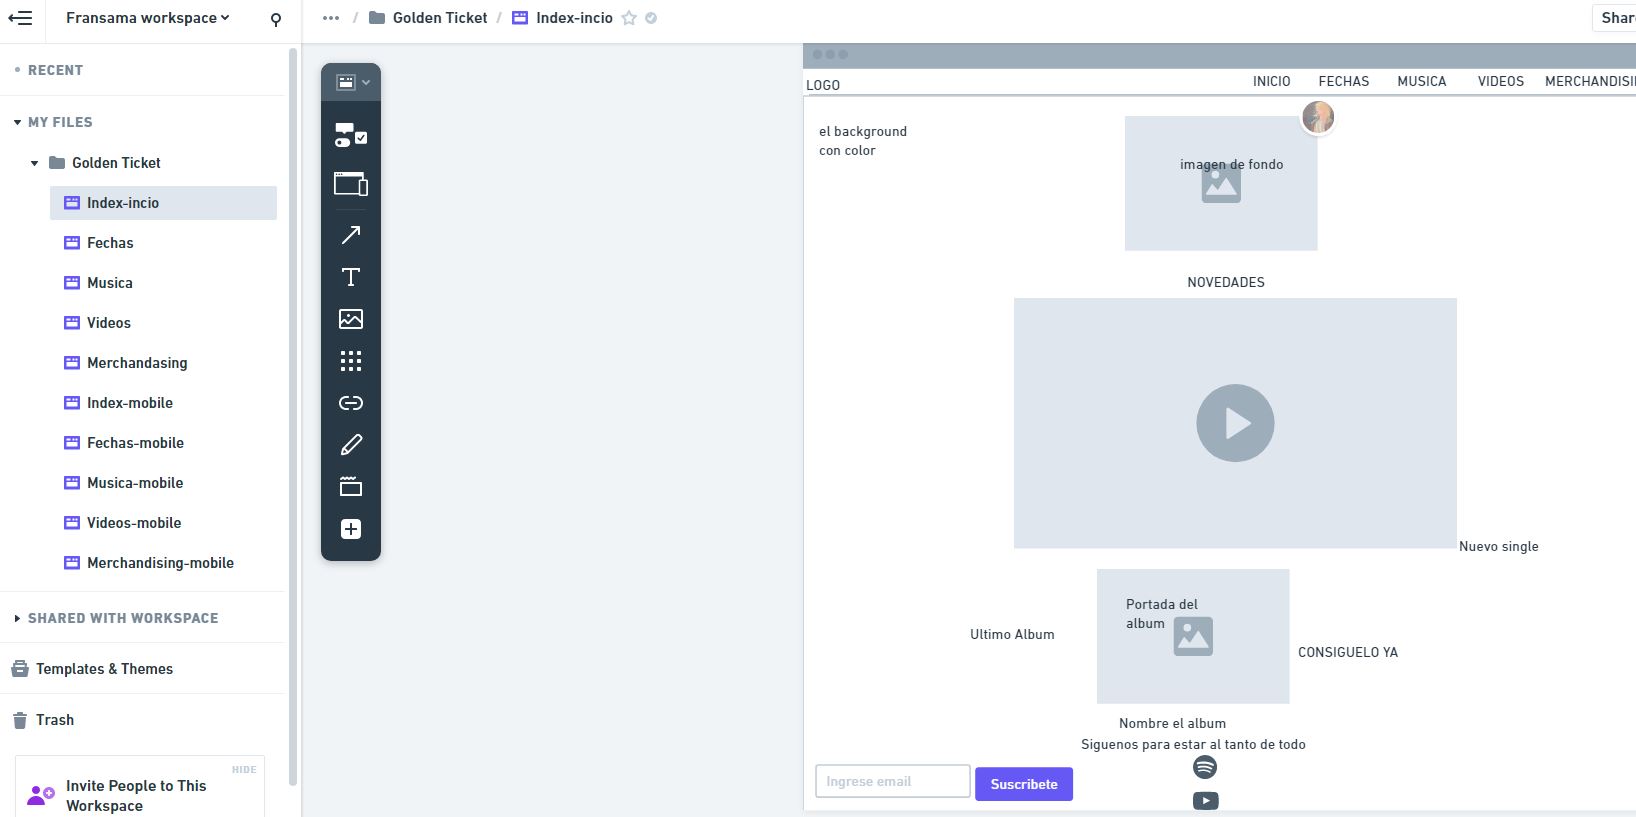 Fransama workspace
... / Golden Ticket / Index-incio
RECENT
MY FILES
Golden Ticket
Index-incio
Fechas
Musica
Videos
Merchandasing
Index-mobile
Fechas-mobile
Musica-mobile
Videos-mobile
Merchandising-mobile
SHARED WITH WORKSPACE
Templates & Themes
Trash
HIDE
Invite People to This
Workspace
LOGO
INICIO FECHAS MUSICA VIDEOS
el background
con color
imagen de fondo
NOVEDADES
Nuevo single
Portada del
album
Ultimo Album
CONSIGUELO YA
Nombre el album
Siguenos para estar al tanto de todo
Ingrese email
Suscribete